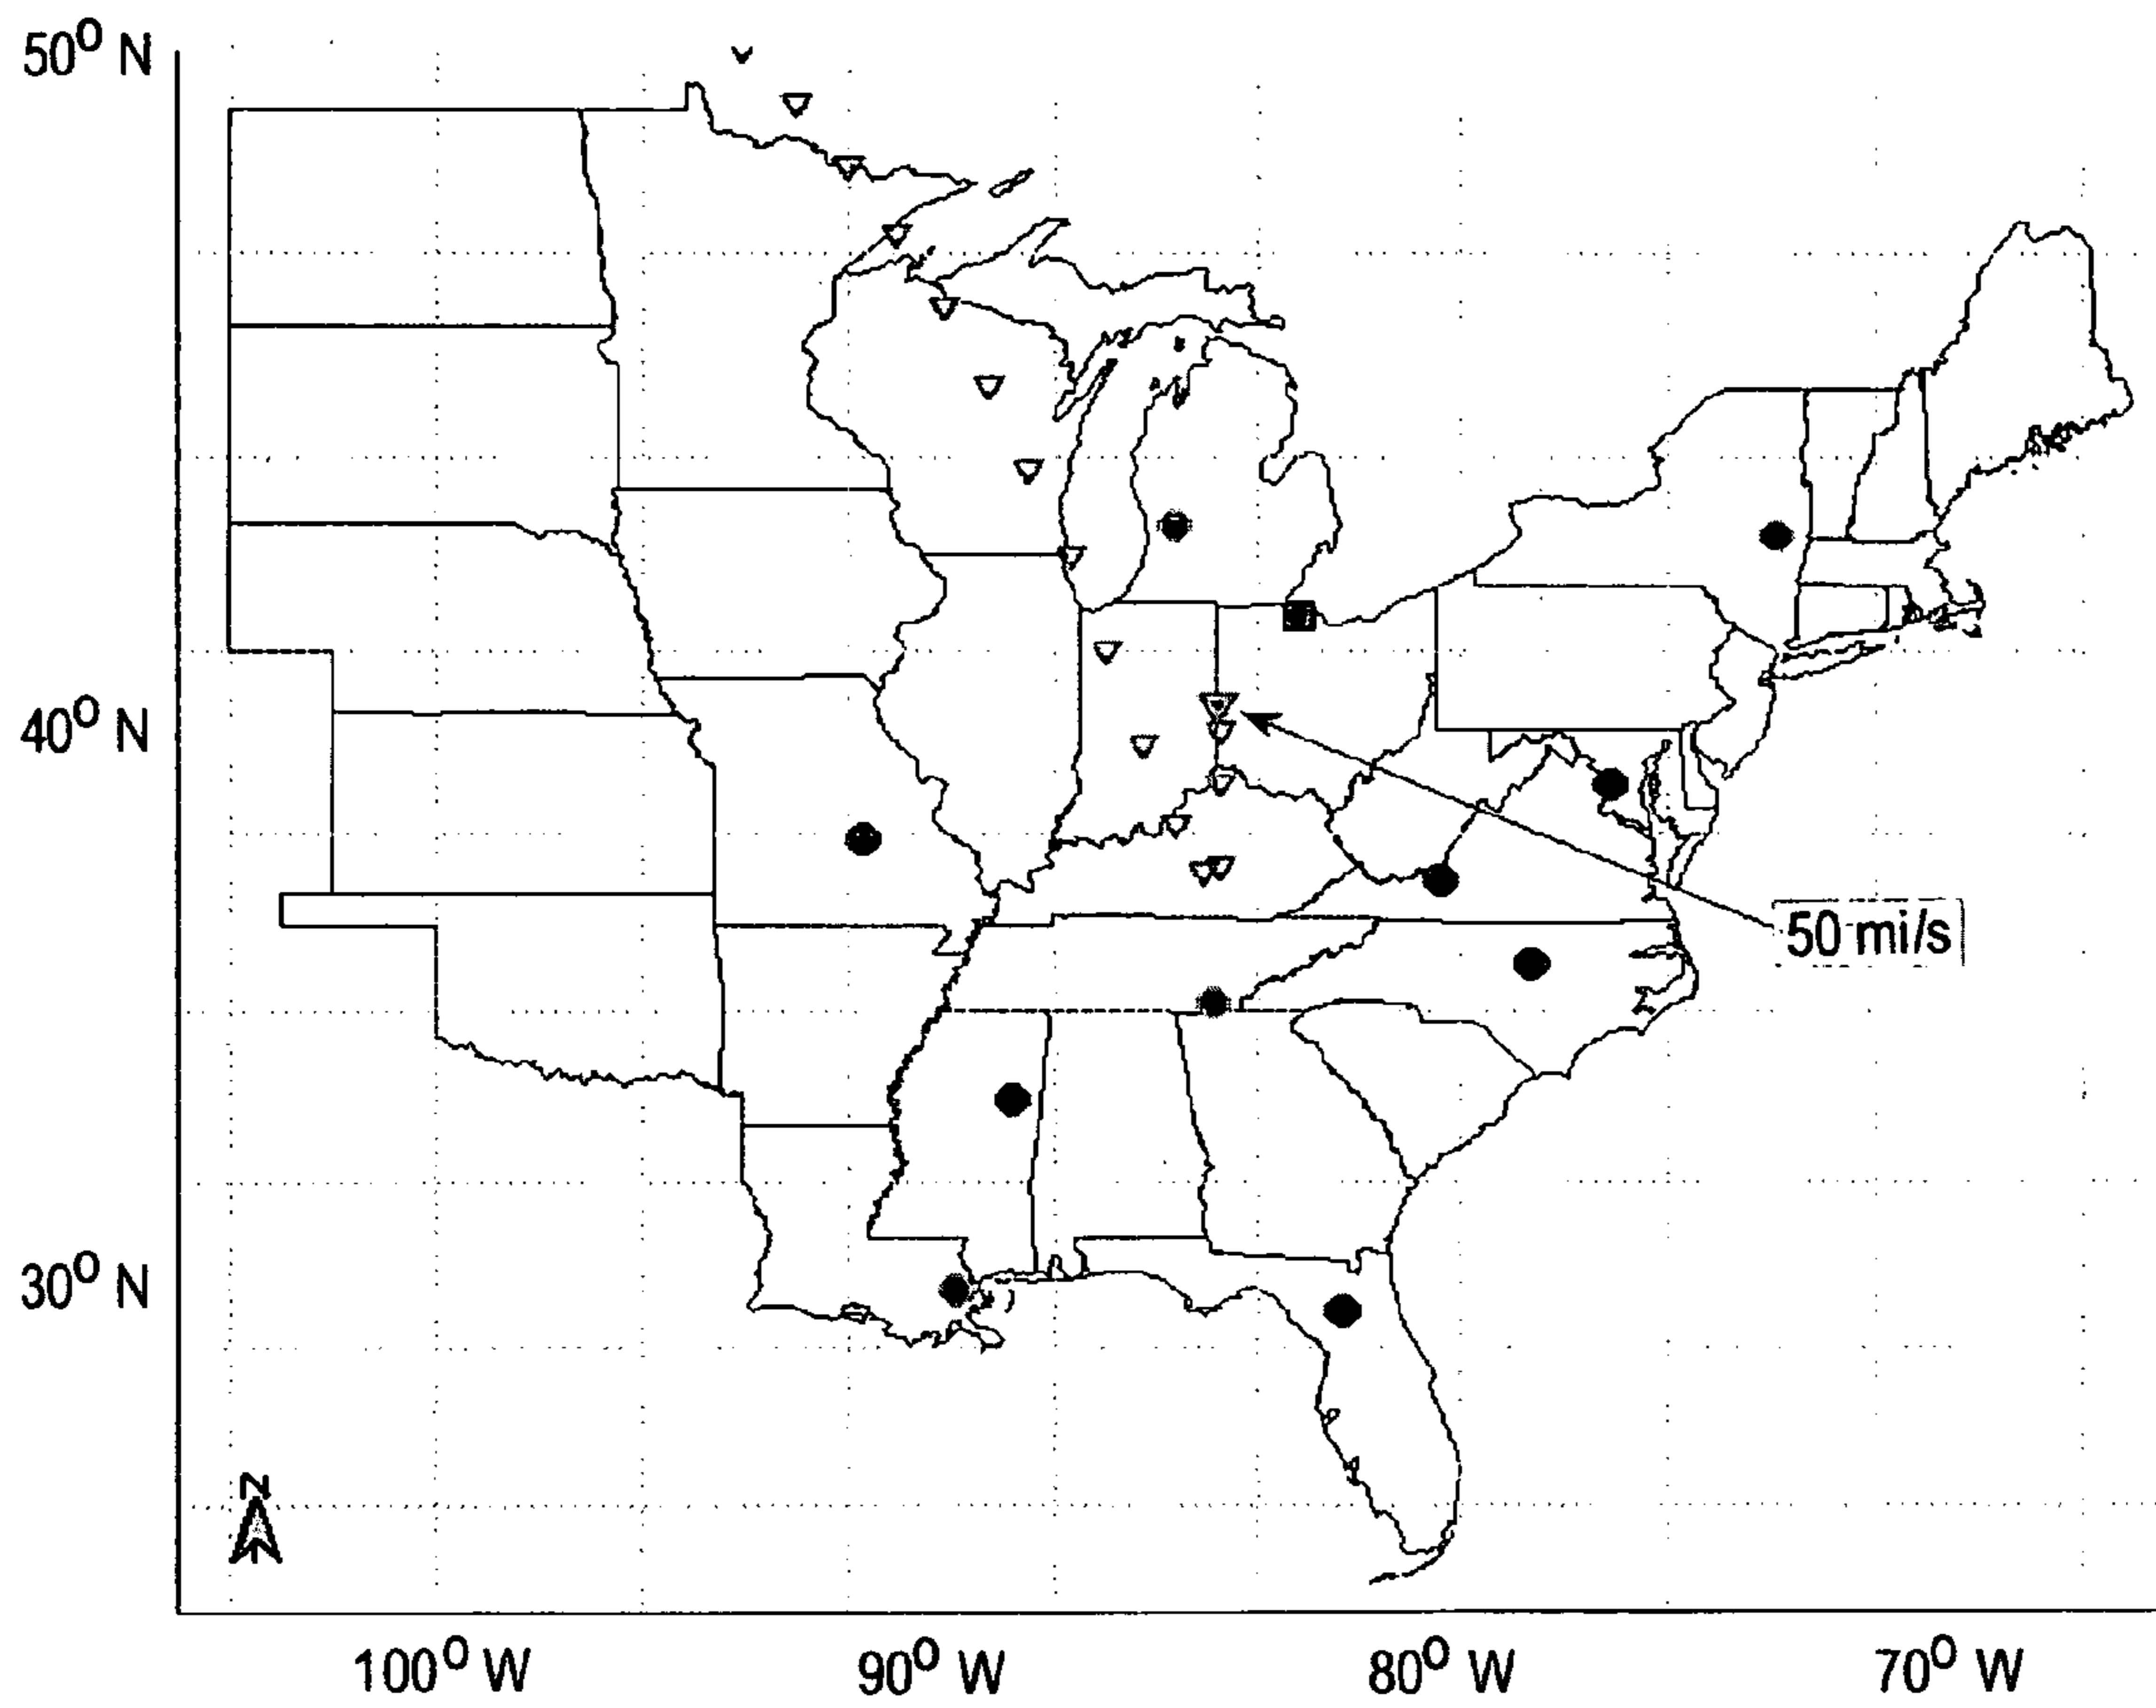 50⁰ N
40⁰ N
50 mi/s
30⁰ N
N
100⁰ W
90⁰ W
80⁰ W
70⁰ W